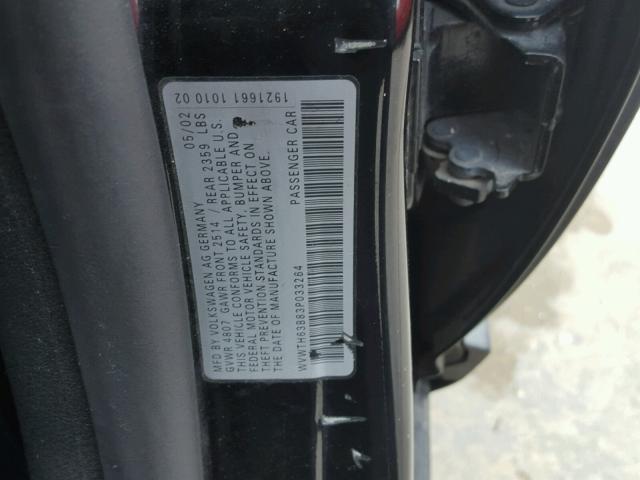 MFD BY VOLKSWAGEN AG GERMANY 05/02
GVWR 4807 GAWR FRONT 2514 / REAR 2359 LBS
THIS VEHICLE CONFORMS TO ALL APPLICABLE U.S.
FEDERAL MOTOR VEHICLE SAFETY, BUMPER AND
THEFT PREVENTION STANDARDS IN EFFECT ON
THE DATE OF MANUFACTURE SHOWN ABOVE.
WVWTH63B83P033264 PASSENGER CAR
1921661 1010 02